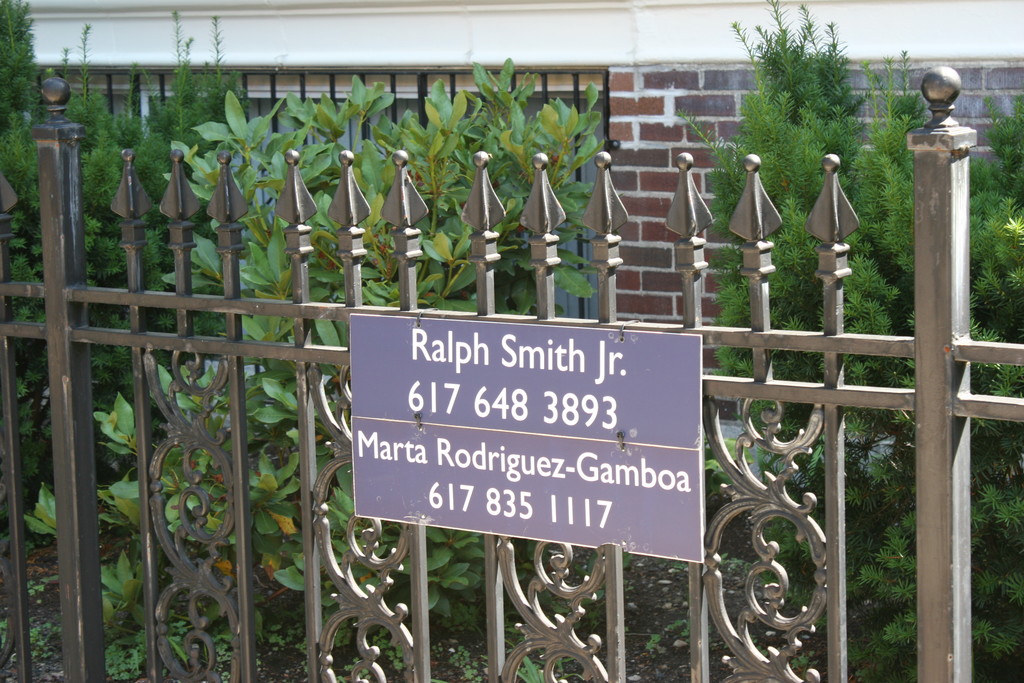 Ralph Smith Jr.
617 648 3893
Marta Rodriguez-Gamboa
617 835 1117